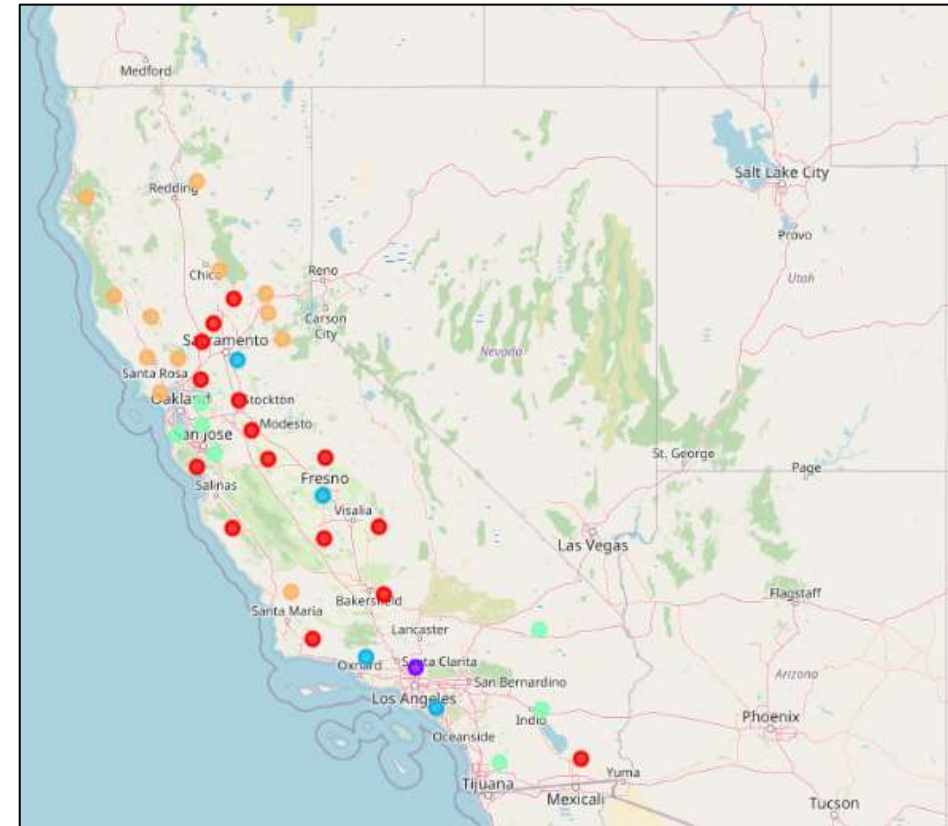 Medford
Redding
Salt Lake City
Provo
Chico
Reno
Utah
Carson
City
Sacramento
Nevada
Santa Rosa
Oakland
Stockton
Modesto
San Jose
St. George
Page
Fresno
Salinas
Visalia
Las Vegas
Bakersfield
Flagstaff
Santa Maria
Lancaster
Oxnard
Santa Clarita
Arizona
San Bernardino
Los Angeles
Indio
Phoenix
Oceanside
Yuma
Tijuana
Mexicali
Tucson